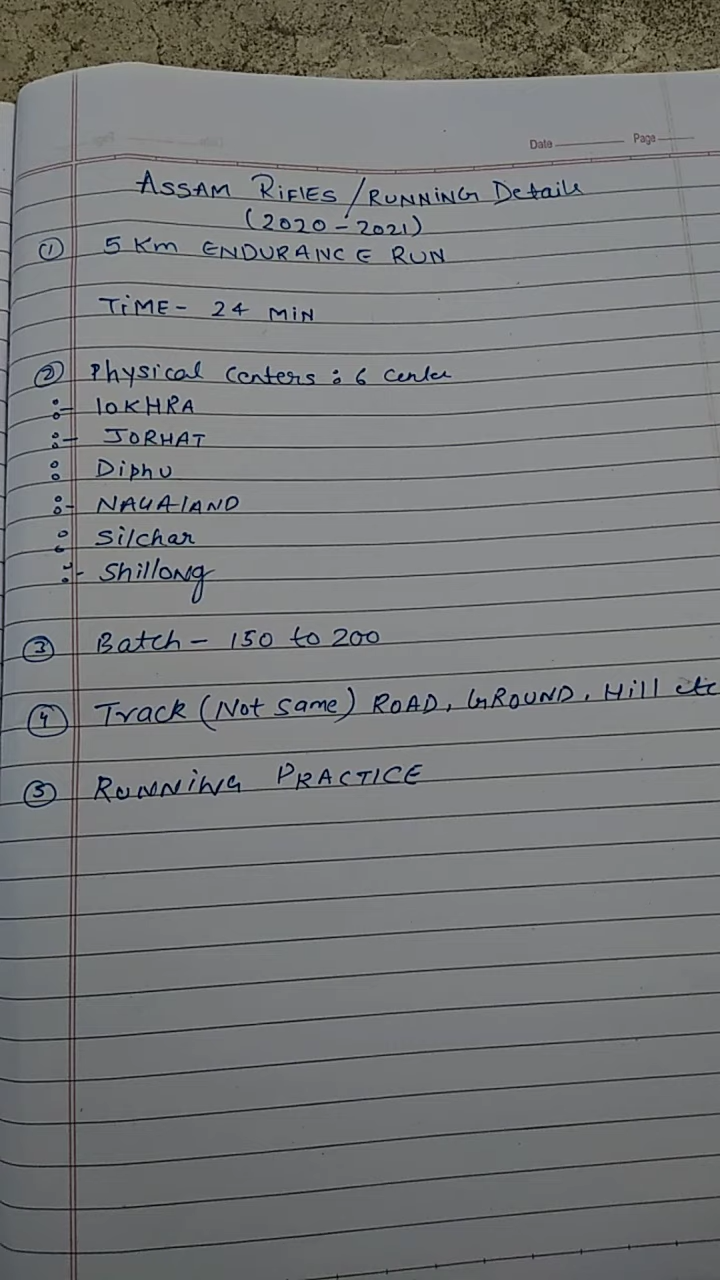 Date Page
ASSAM RIFLES / RUNNING Details
(2020-2021)
① 5 Km ENDURANCE RUN
TIME - 24 MIN
② Physical Centers : 6 Center
:- LOKHRA
:- JORHAT
: Diphu
:- NAGALAND
: Silchar
:- Shillong
③ Batch - 150 to 200
④ Track (Not same) ROAD, GROUND, Hill etc
⑤ RUNNING PRACTICE